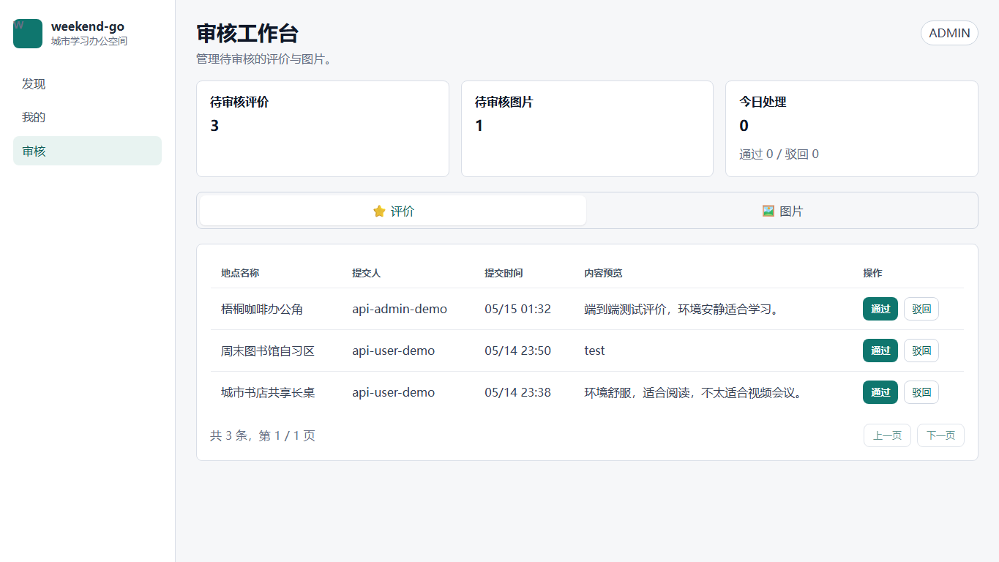 W
weekend-go
城市学习办公空间
发现
我的
审核
审核工作台
管理待审核的评价与图片。
ADMIN
待审核评价
3
待审核图片
1
今日处理
0
通过 0 / 驳回 0
⭐ 评价
🖼️ 图片
地点名称 提交人 提交时间 内容预览 操作
梧桐咖啡办公角 api-admin-demo 05/15 01:32 端到端测试评价，环境安静适合学习。 通过 驳回
周末图书馆自习区 api-user-demo 05/14 23:50 test 通过 驳回
城市书店共享长桌 api-user-demo 05/14 23:38 环境舒服，适合阅读，不太适合视频会议。 通过 驳回
共 3 条，第 1 / 1 页 上一页 下一页